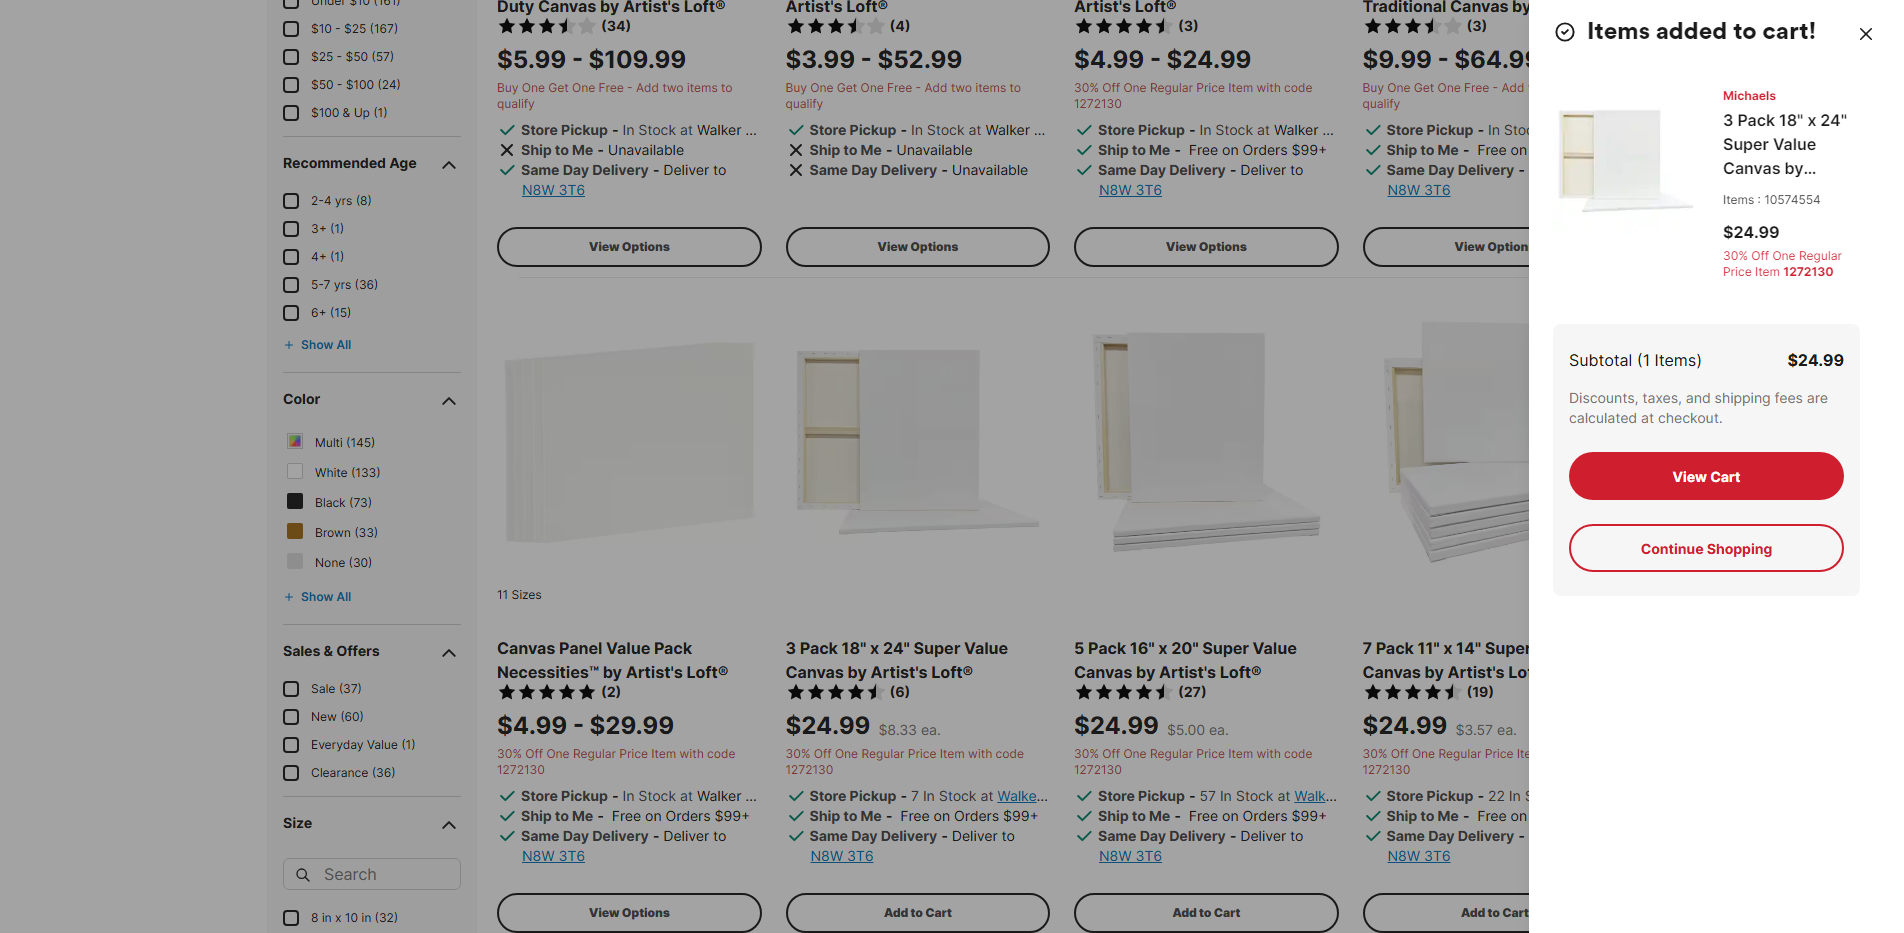 Under $10 (161)
$10 - $25 (167)
$25 - $50 (57)
$50 - $100 (24)
$100 & Up (1)
Recommended Age
2-4 yrs (8)
3+ (1)
4+ (1)
5-7 yrs (36)
6+ (15)
+ Show All
Color
Multi (145)
White (133)
Black (73)
Brown (33)
None (30)
+ Show All
Sales & Offers
Sale (37)
New (60)
Everyday Value (1)
Clearance (36)
Size
Search
8 in x 10 in (32)
Duty Canvas by Artist's Loft®
(34)
$5.99 - $109.99
Buy One Get One Free - Add two items to
qualify
Store Pickup - In Stock at Walker ...
Ship to Me - Unavailable
Same Day Delivery - Deliver to
N8W 3T6
View Options
Artist's Loft®
(4)
$3.99 - $52.99
Buy One Get One Free - Add two items to
qualify
Store Pickup - In Stock at Walker ...
Ship to Me - Unavailable
Same Day Delivery - Unavailable
View Options
Artist's Loft®
(3)
$4.99 - $24.99
30% Off One Regular Price Item with code
1272130
Store Pickup - In Stock at Walker ...
Ship to Me - Free on Orders $99+
Same Day Delivery - Deliver to
N8W 3T6
View Options
Traditional Canvas by
(3)
$9.99 - $64.99
Buy One Get One Free - Add
qualify
Store Pickup - In Stoc
Ship to Me - Free on
Same Day Delivery -
N8W 3T6
View Option
11 Sizes
Canvas Panel Value Pack
Necessities™ by Artist's Loft®
(2)
$4.99 - $29.99
30% Off One Regular Price Item with code
1272130
Store Pickup - In Stock at Walker ...
Ship to Me - Free on Orders $99+
Same Day Delivery - Deliver to
N8W 3T6
View Options
3 Pack 18" x 24" Super Value
Canvas by Artist's Loft®
(6)
$24.99 $8.33 ea.
30% Off One Regular Price Item with code
1272130
Store Pickup - 7 In Stock at Walke...
Ship to Me - Free on Orders $99+
Same Day Delivery - Deliver to
N8W 3T6
Add to Cart
5 Pack 16" x 20" Super Value
Canvas by Artist's Loft®
(27)
$24.99 $5.00 ea.
30% Off One Regular Price Item with code
1272130
Store Pickup - 57 In Stock at Walk...
Ship to Me - Free on Orders $99+
Same Day Delivery - Deliver to
N8W 3T6
Add to Cart
7 Pack 11" x 14" Super
Canvas by Artist's Lo
(19)
$24.99 $3.57 ea.
30% Off One Regular Price Ite
1272130
Store Pickup - 22 In S
Ship to Me - Free on
Same Day Delivery -
N8W 3T6
Add to Cart
Items added to cart!
Michaels
3 Pack 18" x 24"
Super Value
Canvas by...
Items : 10574554
$24.99
30% Off One Regular
Price Item 1272130
Subtotal (1 Items) $24.99
Discounts, taxes, and shipping fees are
calculated at checkout.
View Cart
Continue Shopping